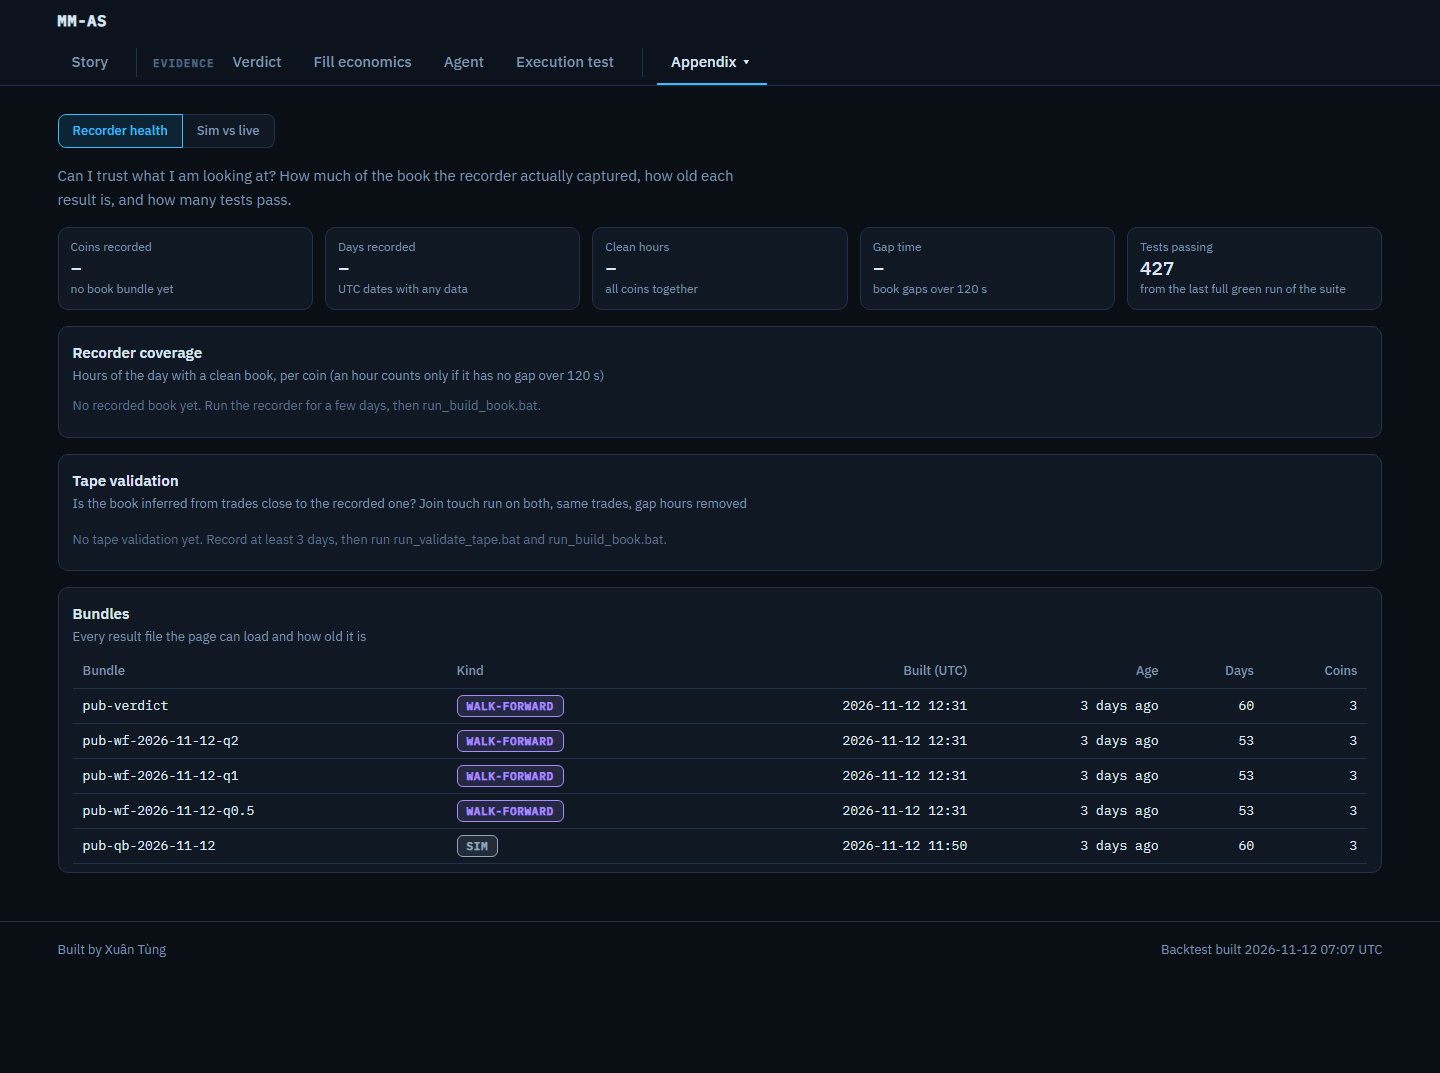 MM-AS
Story EVIDENCE Verdict Fill economics Agent Execution test Appendix ▾
Recorder health Sim vs live
Can I trust what I am looking at? How much of the book the recorder actually captured, how old each
result is, and how many tests pass.
Coins recorded
–
no book bundle yet
Days recorded
–
UTC dates with any data
Clean hours
–
all coins together
Gap time
–
book gaps over 120 s
Tests passing
427
from the last full green run of the suite
Recorder coverage
Hours of the day with a clean book, per coin (an hour counts only if it has no gap over 120 s)
No recorded book yet. Run the recorder for a few days, then run_build_book.bat.
Tape validation
Is the book inferred from trades close to the recorded one? Join touch run on both, same trades, gap hours removed
No tape validation yet. Record at least 3 days, then run run_validate_tape.bat and run_build_book.bat.
Bundles
Every result file the page can load and how old it is
Bundle Kind Built (UTC) Age Days Coins
pub-verdict WALK-FORWARD 2026-11-12 12:31 3 days ago 60 3
pub-wf-2026-11-12-q2 WALK-FORWARD 2026-11-12 12:31 3 days ago 53 3
pub-wf-2026-11-12-q1 WALK-FORWARD 2026-11-12 12:31 3 days ago 53 3
pub-wf-2026-11-12-q0.5 WALK-FORWARD 2026-11-12 12:31 3 days ago 53 3
pub-qb-2026-11-12 SIM 2026-11-12 11:50 3 days ago 60 3
Built by Xuân Tùng Backtest built 2026-11-12 07:07 UTC